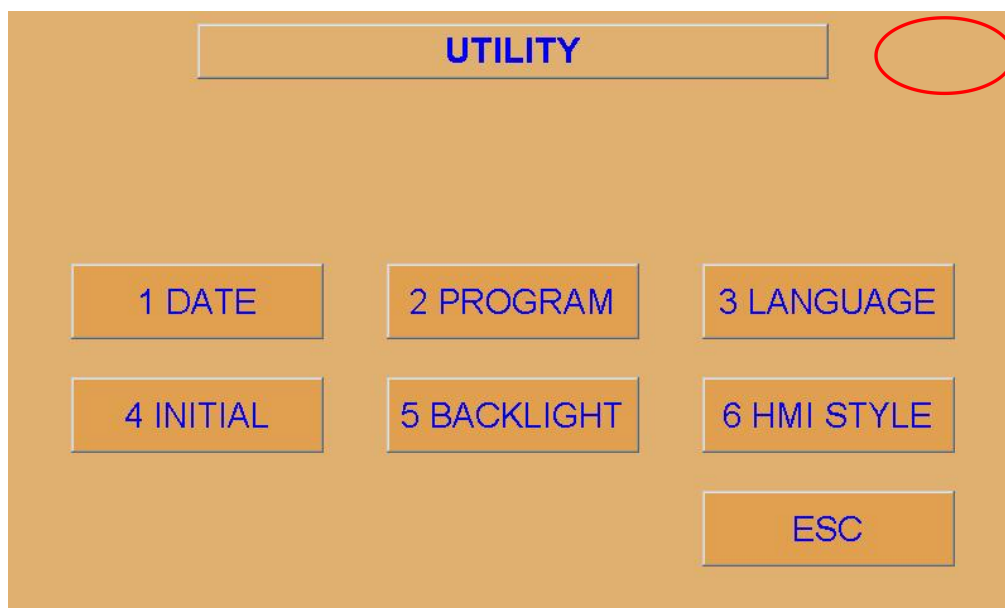 UTILITY
1 DATE
2 PROGRAM
3 LANGUAGE
4 INITIAL
5 BACKLIGHT
6 HMI STYLE
ESC